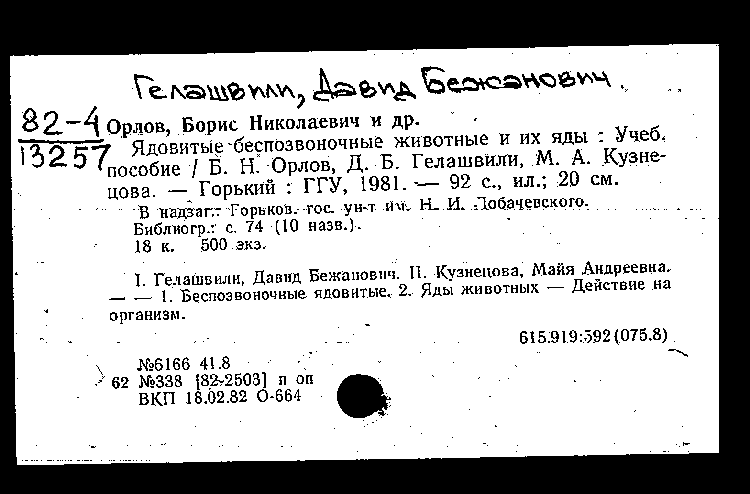 Гелашвили, Давид Бежанович.
82-4
13257
Орлов, Борис Николаевич и др.
Ядовитые беспозвоночные животные и их яды : Учеб.
пособие / Б. Н. Орлов, Д. Б. Гелашвили, М. А. Кузне-
цова. — Горький : ГГУ, 1981. — 92 с., ил.; 20 см.
В надзаг.: Горьков. гос. ун-т им. Н. И. Лобачевского.
Библиогр.: с. 74 (10 назв.).
18 к. 500 экз.
I. Гелашвили, Давид Бежанович. II. Кузнецова, Майя Андреевна.
— — 1. Беспозвоночные ядовитые. 2. Яды животных — Действие на
организм.
615.919:592(075.8)
№6166 41.8
62 №338 [82-2503] п оп
ВКП 18.02.82 О-664